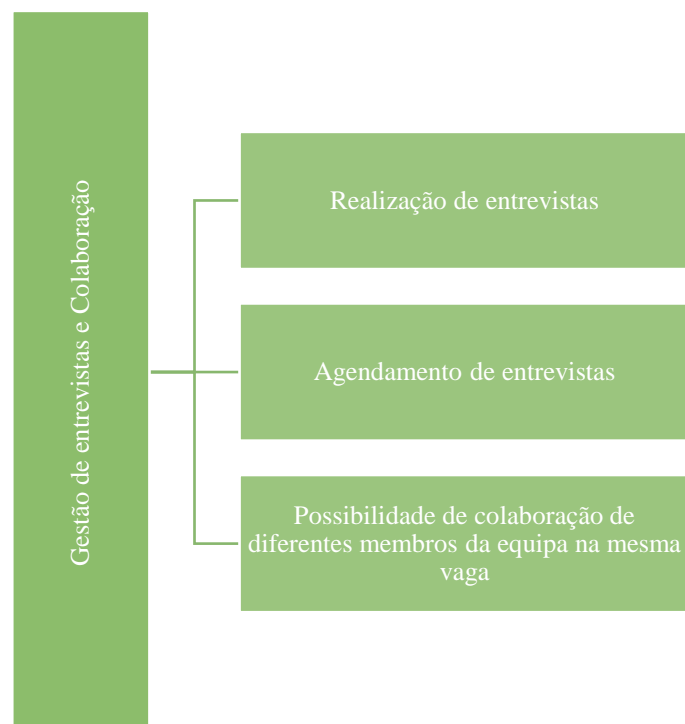 Gestão de entrevistas e Colaboração
Realização de entrevistas
Agendamento de entrevistas
Possibilidade de colaboração de
diferentes membros da equipa na mesma
vaga